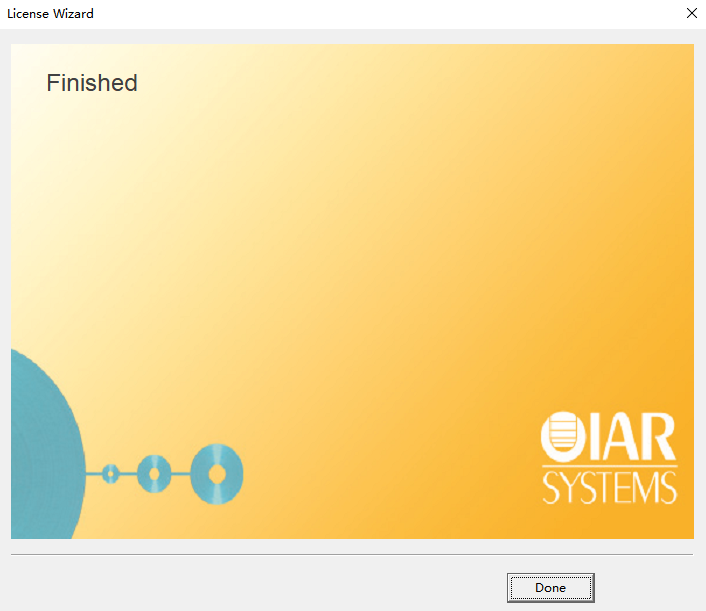 License Wizard
Finished
IAR
SYSTEMS
Done